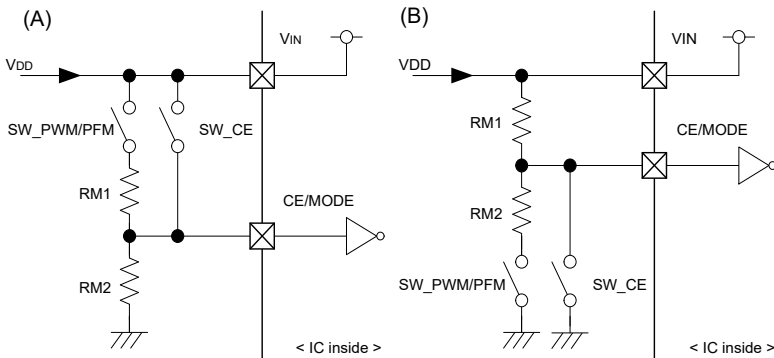 (A)
VIN
VDD
SW_PWM/PFM
SW_CE
RM1
CE/MODE
RM2
< IC inside >
(B)
VIN
VDD
RM1
CE/MODE
RM2
SW_PWM/PFM
SW_CE
< IC inside >